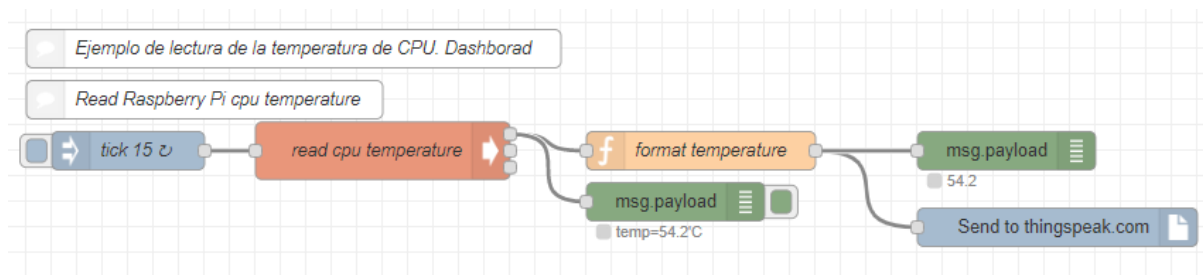 Ejemplo de lectura de la temperatura de CPU. Dashborad
Read Raspberry Pi cpu temperature
tick 15 ↻
read cpu temperature
f format temperature
msg.payload
54.2
msg.payload
temp=54.2'C
Send to thingspeak.com